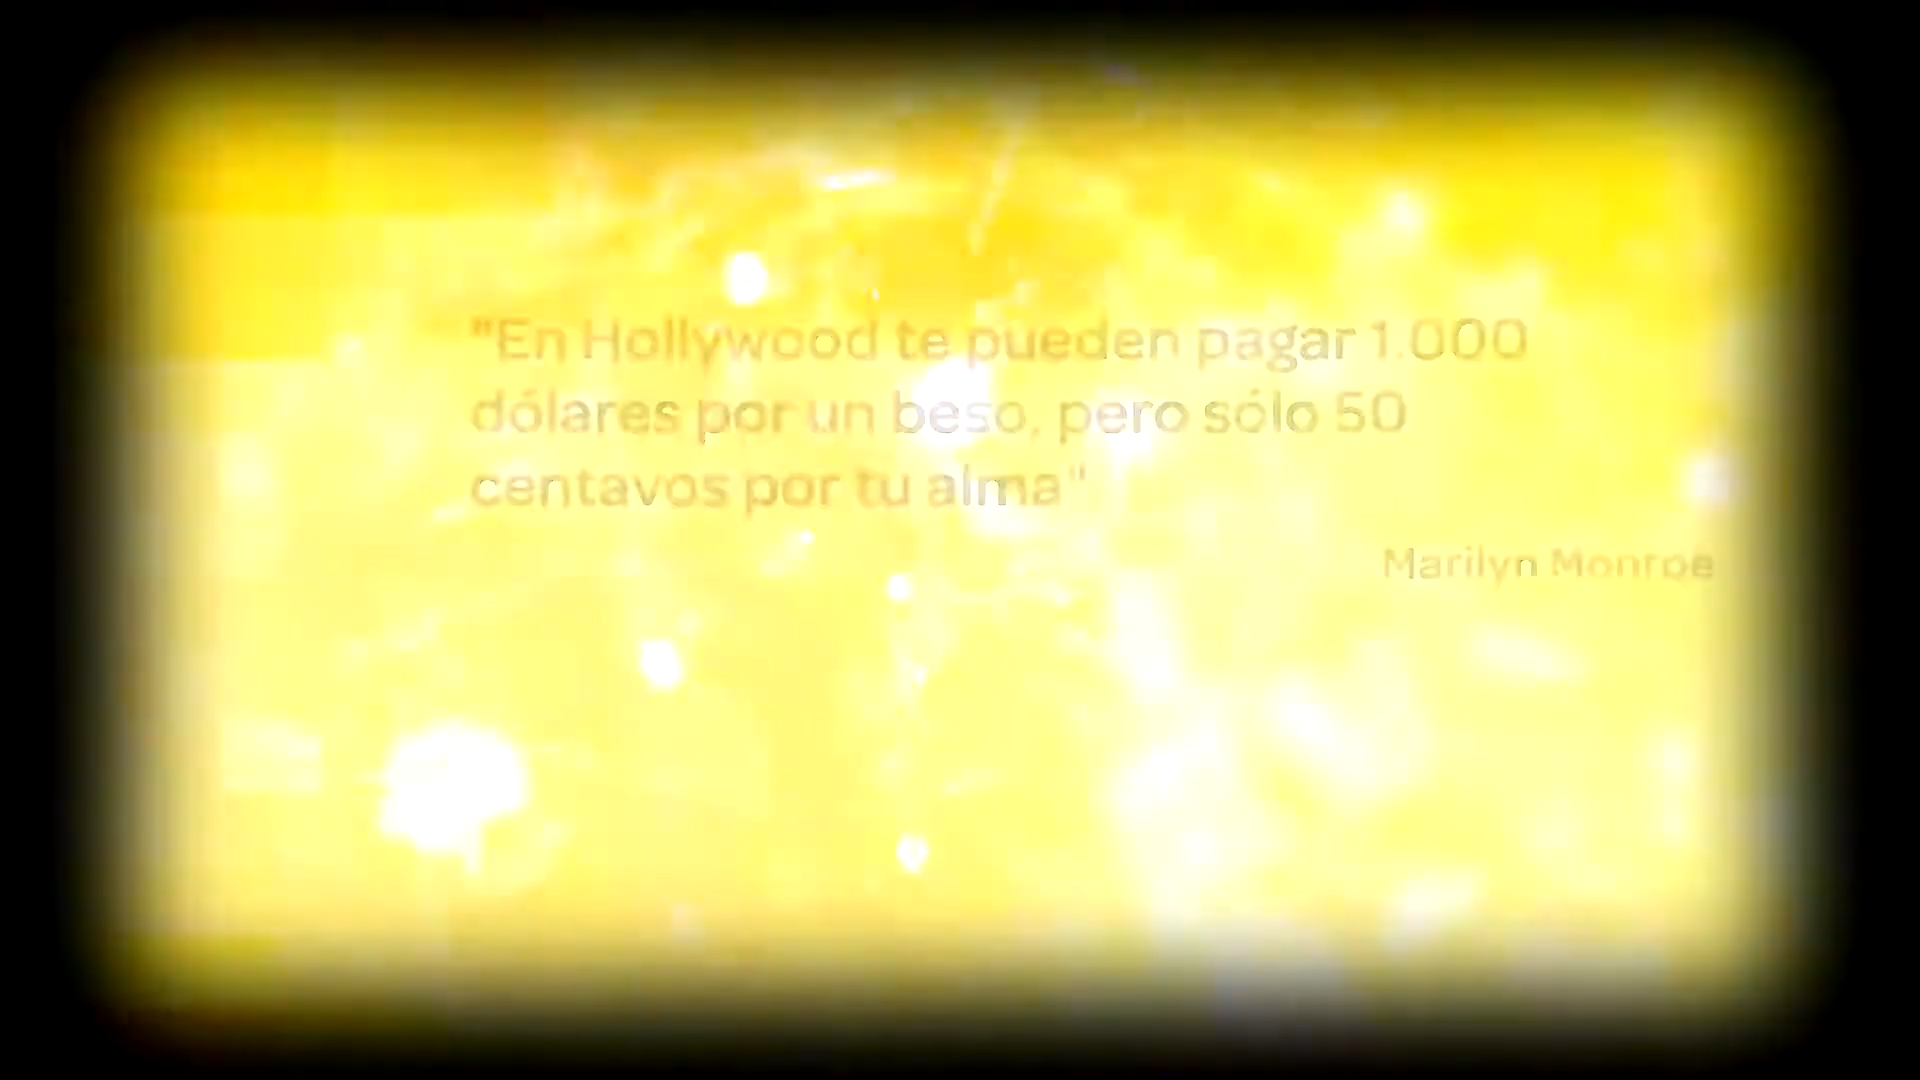 "En Hollywood te pueden pagar 1.000
dólares por un beso, pero sólo 50
centavos por tu alma"
Marilyn Monroe